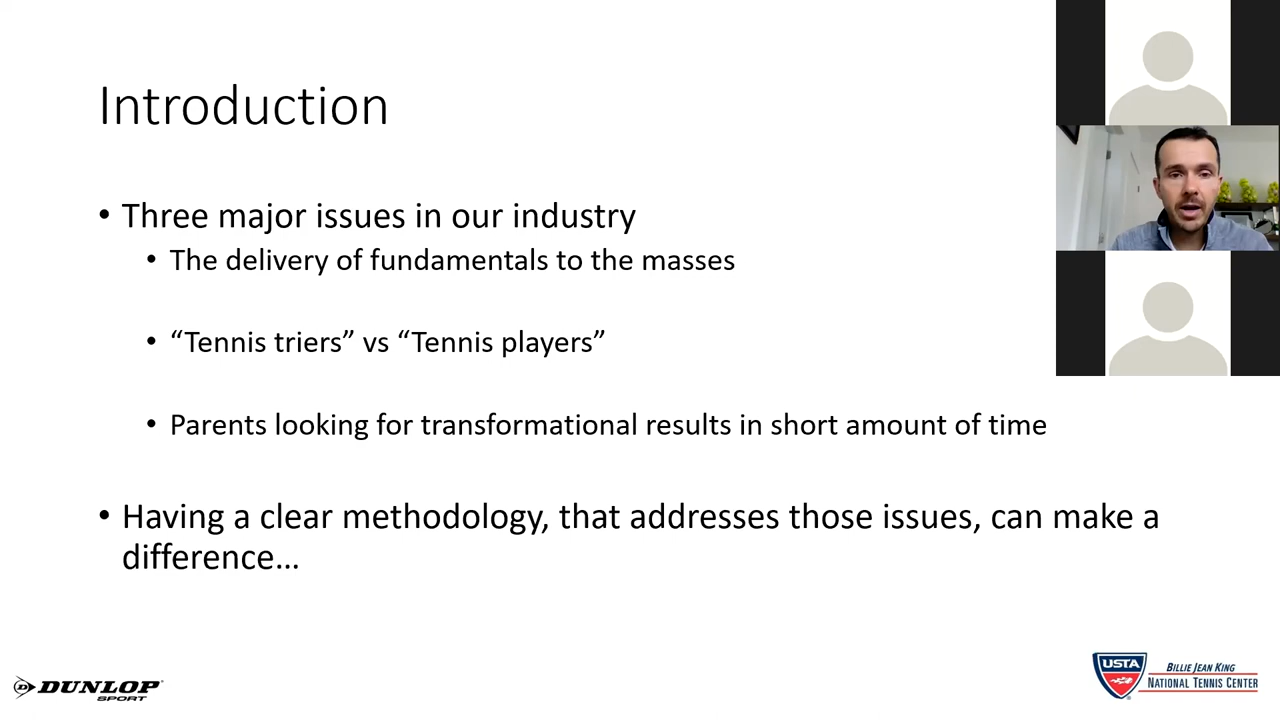 Introduction
• Three major issues in our industry
• The delivery of fundamentals to the masses
• “Tennis triers” vs “Tennis players”
• Parents looking for transformational results in short amount of time
• Having a clear methodology, that addresses those issues, can make a
difference…
DUNLOP
SPORT
USTA
BILLIE JEAN KING
NATIONAL TENNIS CENTER